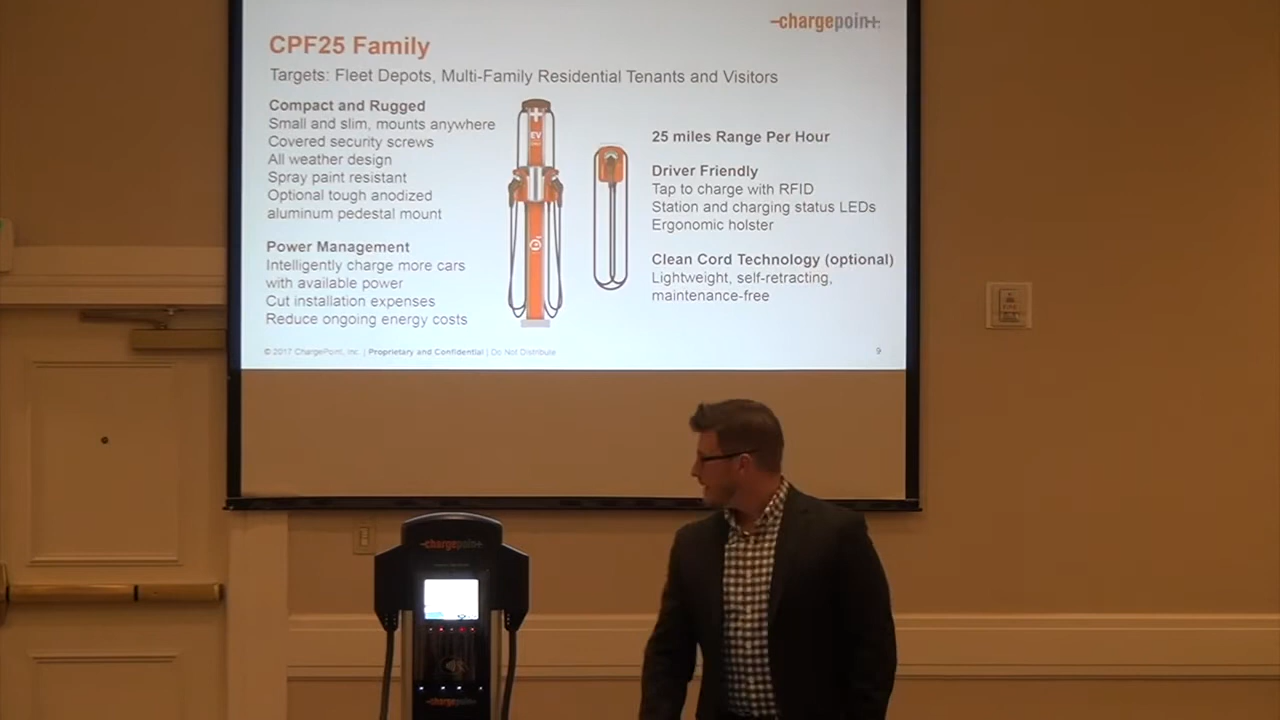 chargepoin+
CPF25 Family
Targets: Fleet Depots, Multi-Family Residential Tenants and Visitors
Compact and Rugged
Small and slim, mounts anywhere
Covered security screws
All weather design
Spray paint resistant
Optional tough anodized
aluminum pedestal mount
Power Management
Intelligently charge more cars
with available power
Cut installation expenses
Reduce ongoing energy costs
EV
25 miles Range Per Hour
Driver Friendly
Tap to charge with RFID
Station and charging status LEDs
Ergonomic holster
Clean Cord Technology (optional)
Lightweight, self-retracting,
maintenance-free
© 2017 ChargePoint, Inc. | Proprietary and Confidential | Do Not Distribute
9
chargepoin+
chargepoin+